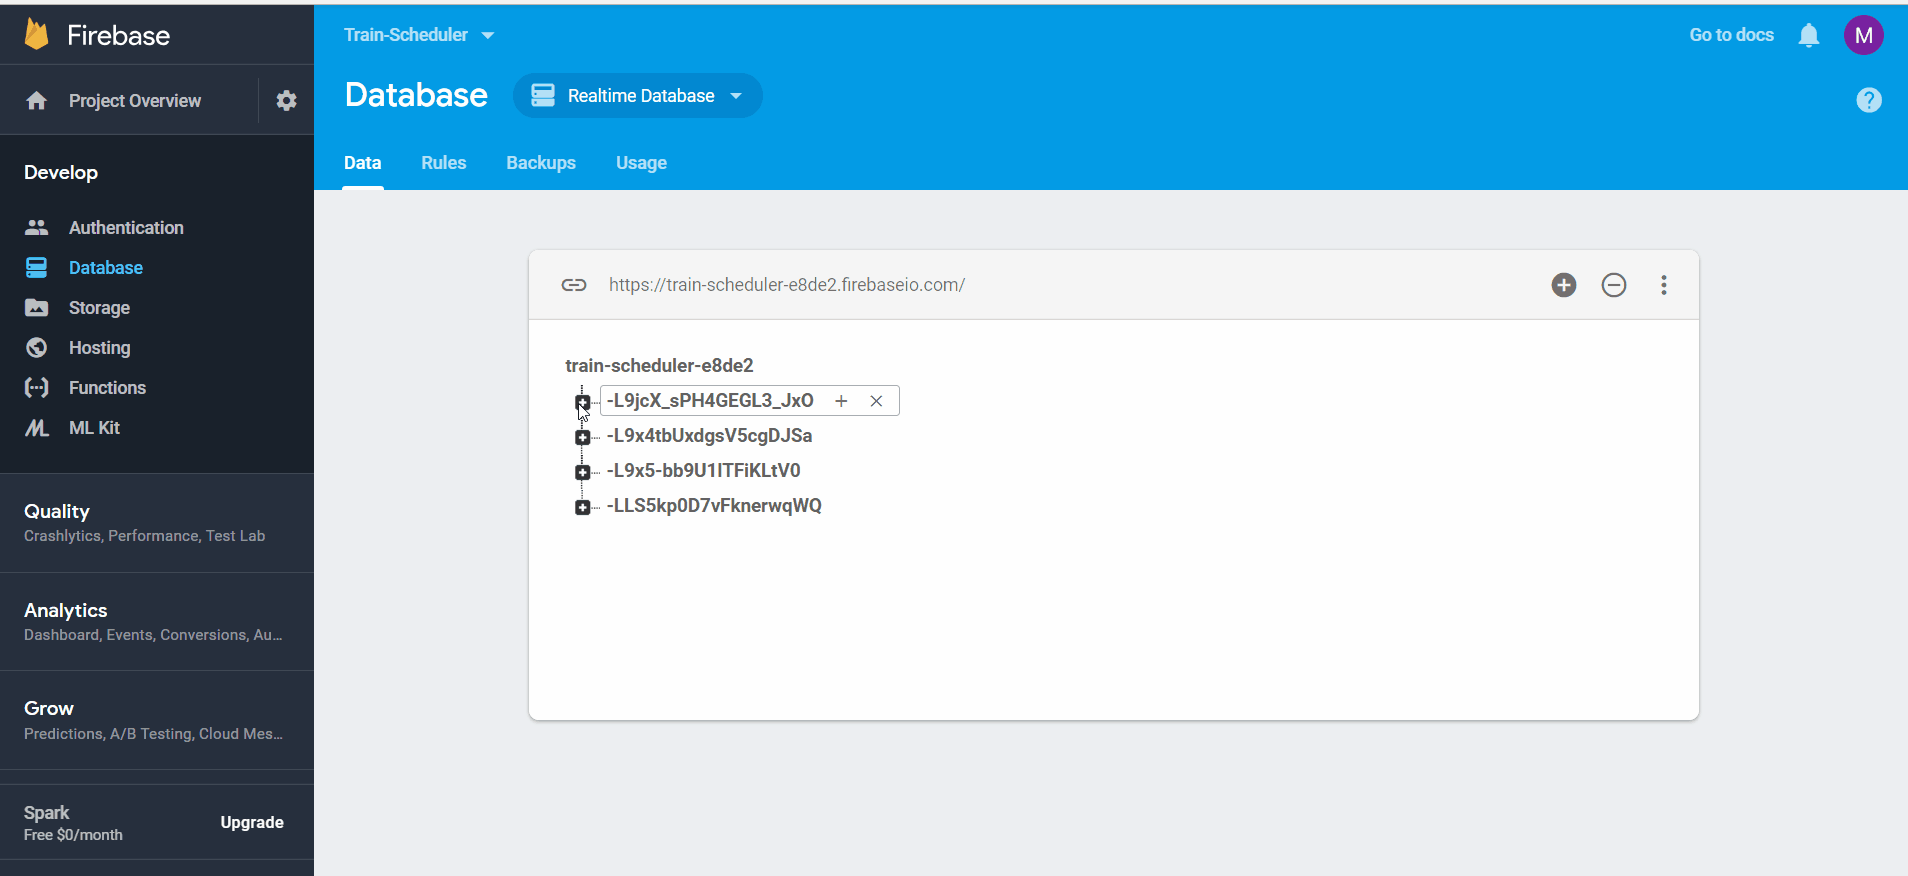 Firebase
Project Overview
Develop
Authentication
Database
Storage
Hosting
Functions
ML Kit
Quality
Crashlytics, Performance, Test Lab
Analytics
Dashboard, Events, Conversions, Au...
Grow
Predictions, A/B Testing, Cloud Mes...
Spark
Free $0/month
Upgrade
Train-Scheduler
Go to docs
M
Database
Realtime Database
?
Data Rules Backups Usage
https://train-scheduler-e8de2.firebaseio.com/
train-scheduler-e8de2
-L9jcX_sPH4GEGL3_JxO
-L9x4tbUxdgsV5cgDJSa
-L9x5-bb9U1lTFiKLtV0
-LLS5kp0D7vFknerwqWQ